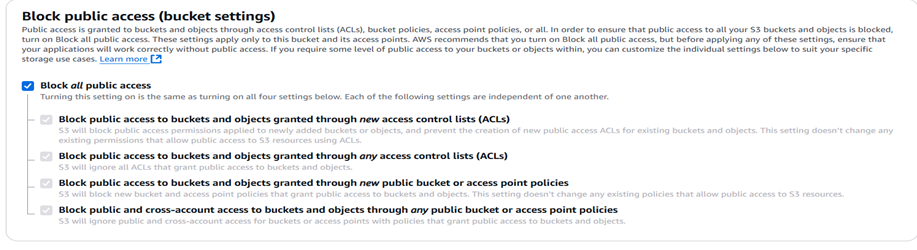 Block public access (bucket settings)
Public access is granted to buckets and objects through access control lists (ACLs), bucket policies, access point policies, or all. In order to ensure that public access to all your S3 buckets and objects is blocked,
turn on Block all public access. These settings apply only to this bucket and its access points. AWS recommends that you turn on Block all public access, but before applying any of these settings, ensure that
your applications will work correctly without public access. If you require some level of public access to your buckets or objects within, you can customize the individual settings below to suit your specific
storage use cases. Learn more
Block all public access
Turning this setting on is the same as turning on all four settings below. Each of the following settings are independent of one another.
Block public access to buckets and objects granted through new access control lists (ACLs)
S3 will block public access permissions applied to newly added buckets or objects, and prevent the creation of new public access ACLs for existing buckets and objects. This setting doesn't change any
existing permissions that allow public access to S3 resources using ACLs.
Block public access to buckets and objects granted through any access control lists (ACLs)
S3 will ignore all ACLs that grant public access to buckets and objects.
Block public access to buckets and objects granted through new public bucket or access point policies
S3 will block new bucket and access point policies that grant public access to buckets and objects. This setting doesn't change any existing policies that allow public access to S3 resources.
Block public and cross-account access to buckets and objects through any public bucket or access point policies
S3 will ignore public and cross-account access for buckets or access points with policies that grant public access to buckets and objects.